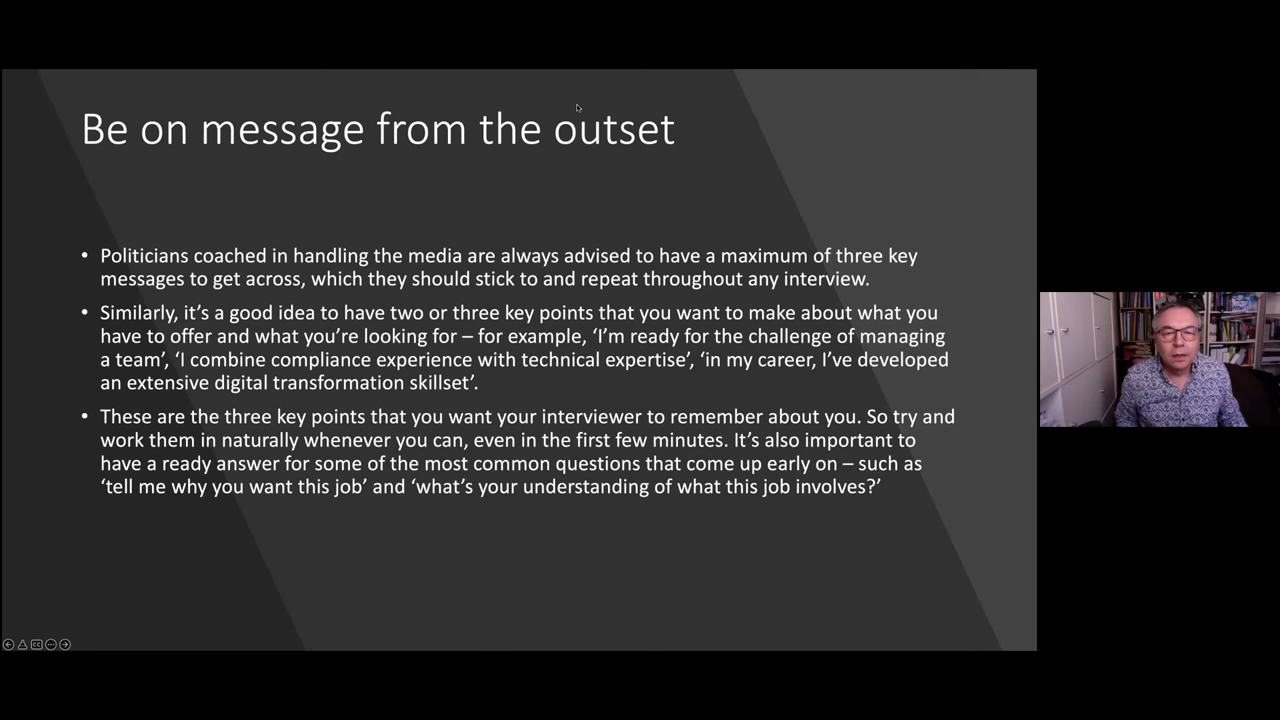 Be on message from the outset
• Politicians coached in handling the media are always advised to have a maximum of three key
messages to get across, which they should stick to and repeat throughout any interview.
• Similarly, it’s a good idea to have two or three key points that you want to make about what you
have to offer and what you’re looking for – for example, ‘I’m ready for the challenge of managing
a team’, ‘I combine compliance experience with technical expertise’, ‘in my career, I’ve developed
an extensive digital transformation skillset’.
• These are the three key points that you want your interviewer to remember about you. So try and
work them in naturally whenever you can, even in the first few minutes. It’s also important to
have a ready answer for some of the most common questions that come up early on – such as
‘tell me why you want this job’ and ‘what’s your understanding of what this job involves?’